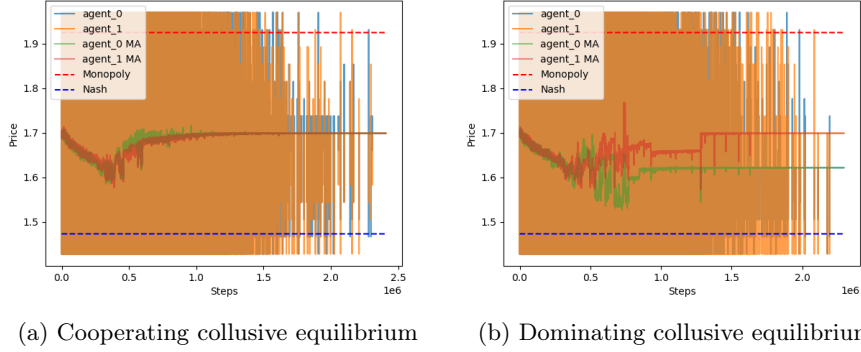 agent_0
agent_1
agent_0 MA
agent_1 MA
Monopoly
Nash
Price
1.9
1.8
1.7
1.6
1.5
0.0
0.5
1.0
1.5
2.0
2.5
Steps
1e6
(a) Cooperating collusive equilibrium
agent_0
agent_1
agent_0 MA
agent_1 MA
Monopoly
Nash
Price
1.9
1.8
1.7
1.6
1.5
0.0
0.5
1.0
1.5
2.0
Steps
1e6
(b) Dominating collusive equilibriu